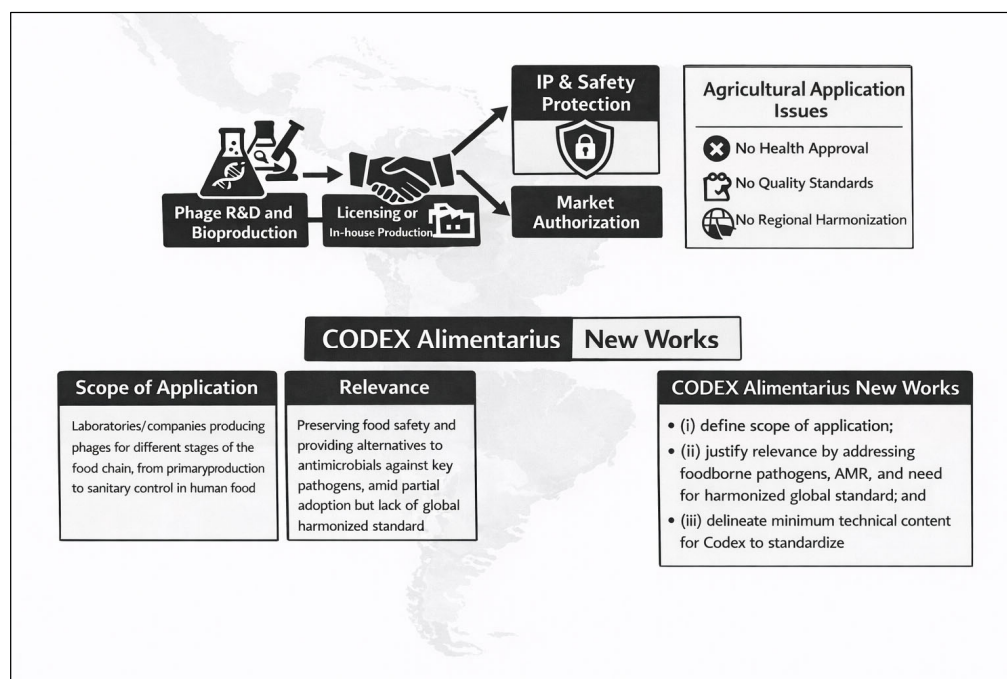 Phage R&D and
Bioproduction
Licensing or
In-house Production
IP & Safety
Protection
Market
Authorization
Agricultural Application
Issues
No Health Approval
No Quality Standards
No Regional Harmonization
CODEX Alimentarius New Works
Scope of Application
Laboratories/companies producing
phages for different stages of the
food chain, from primaryproduction
to sanitary control in human food
Relevance
Preserving food safety and
providing alternatives to
antimicrobials against key
pathogens, amid partial
adoption but lack of global
harmonized standard
CODEX Alimentarius New Works
• (i) define scope of application;
• (ii) justify relevance by addressing
foodborne pathogens, AMR, and need
for harmonized global standard; and
• (iii) delineate minimum technical content
for Codex to standardize